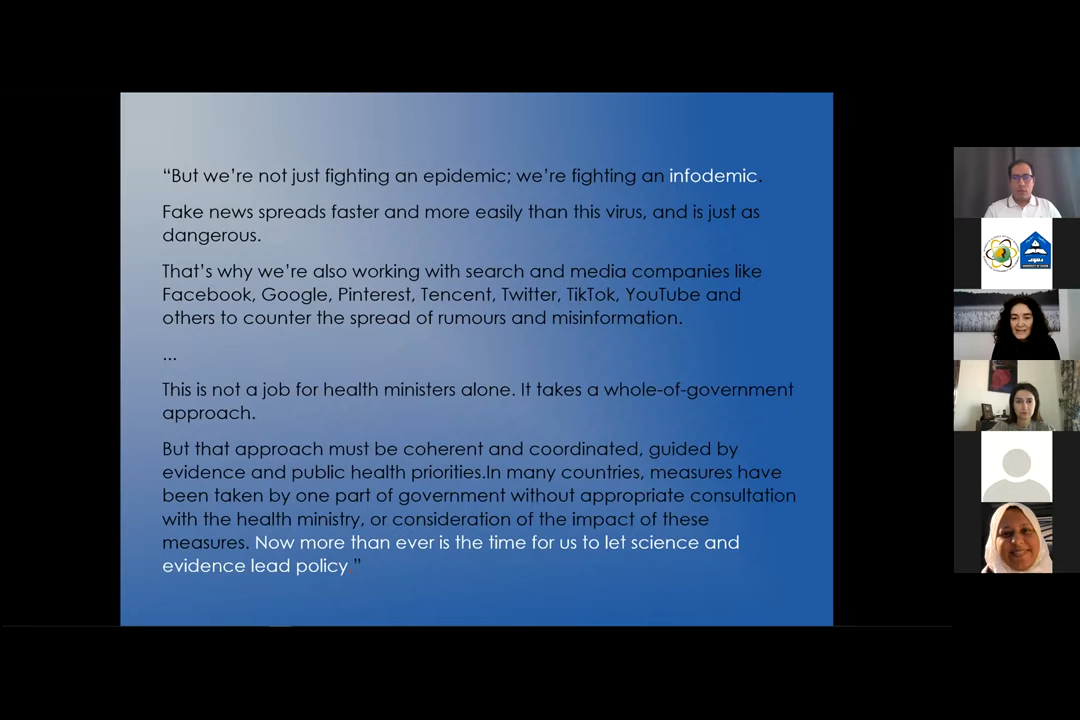 “But we’re not just fighting an epidemic; we’re fighting an infodemic.
Fake news spreads faster and more easily than this virus, and is just as
dangerous.
That’s why we’re also working with search and media companies like
Facebook, Google, Pinterest, Tencent, Twitter, TikTok, YouTube and
others to counter the spread of rumours and misinformation.
...
This is not a job for health ministers alone. It takes a whole-of-government
approach.
But that approach must be coherent and coordinated, guided by
evidence and public health priorities.In many countries, measures have
been taken by one part of government without appropriate consultation
with the health ministry, or consideration of the impact of these
measures. Now more than ever is the time for us to let science and
evidence lead policy.”